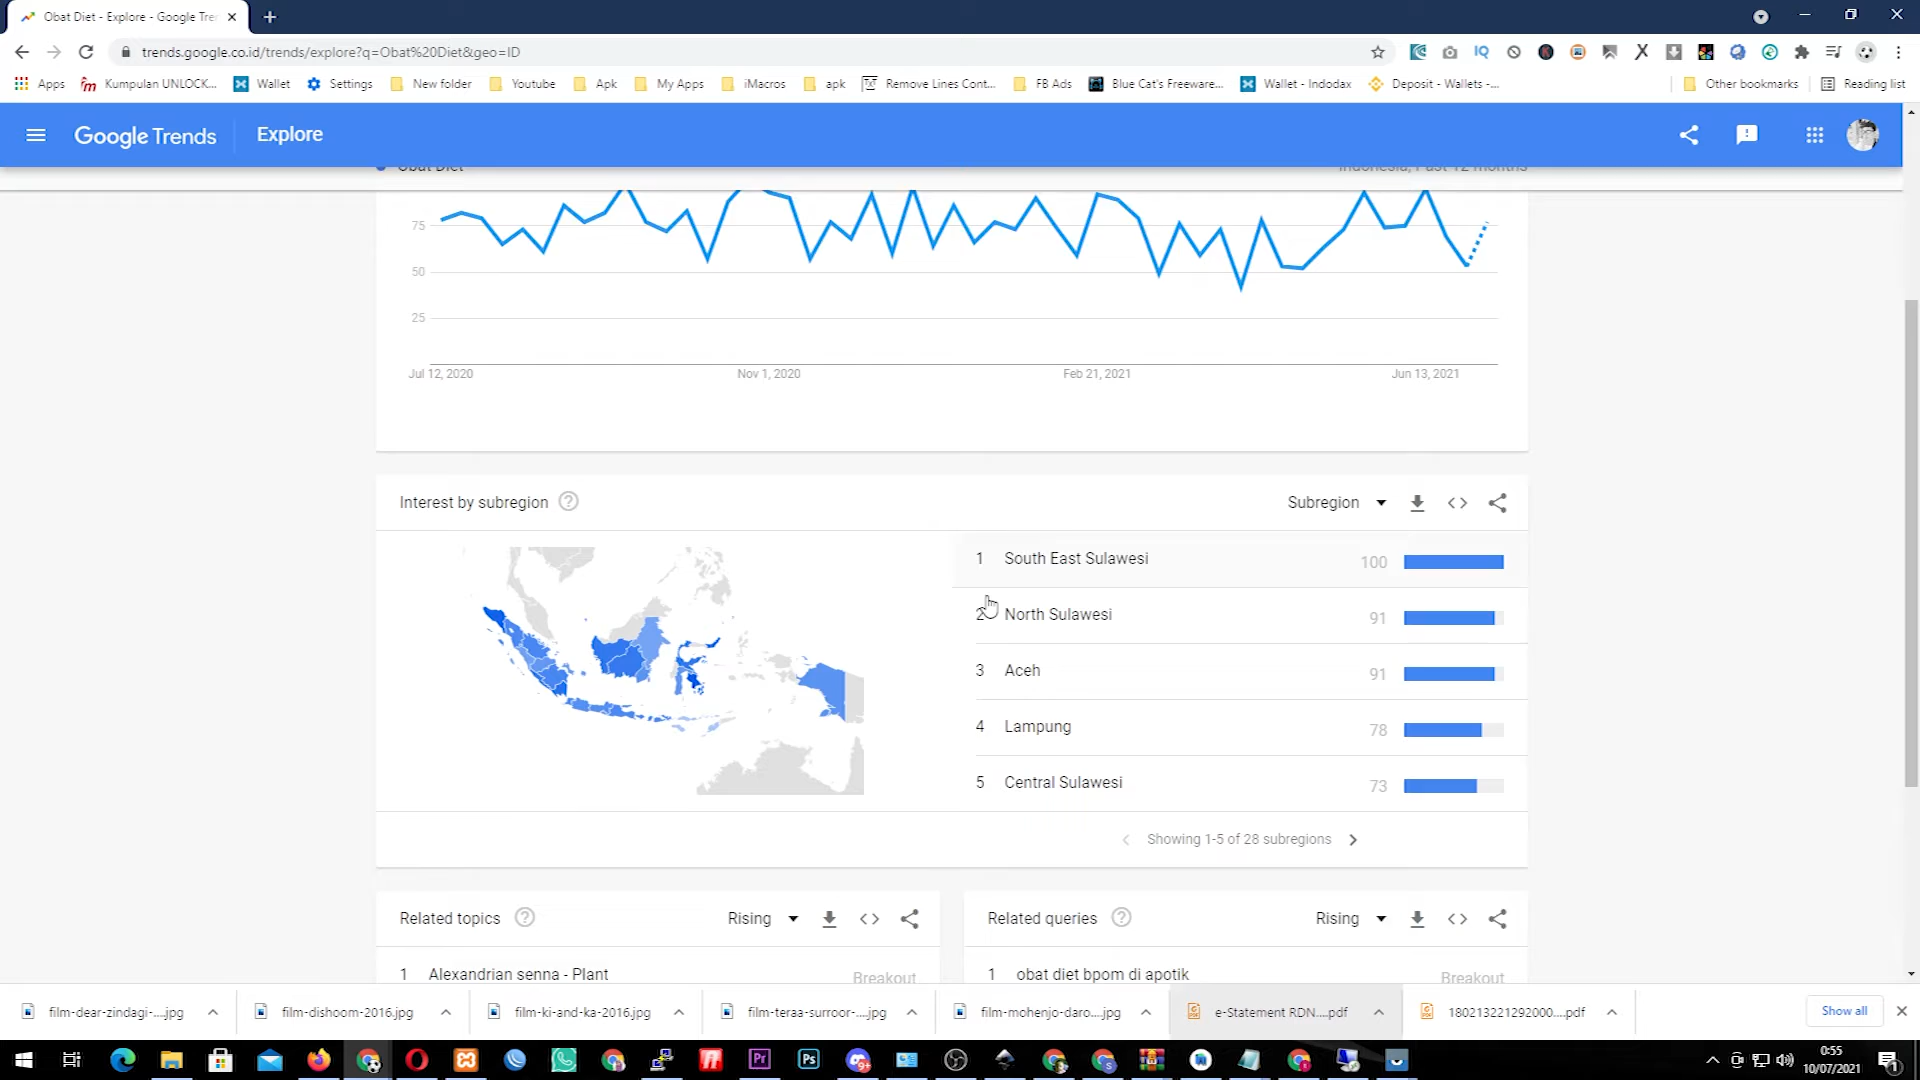 Obat Diet - Explore - Google Tre
trends.google.co.id/trends/explore?q=Obat%20Diet&geo=ID
Apps Kumpulan UNLOCK... Wallet Settings New folder Youtube Apk My Apps iMacros apk Remove Lines Cont... FB Ads Blue Cat's Freeware... Wallet - Indodax Deposit - Wallets -... Other bookmarks Reading list
Google Trends Explore
Obat Diet Indonesia, Past 12 months
75
50
25
Jul 12, 2020 Nov 1, 2020 Feb 21, 2021 Jun 13, 2021
Interest by subregion Subregion
1 South East Sulawesi 100
2 North Sulawesi 91
3 Aceh 91
4 Lampung 78
5 Central Sulawesi 73
Showing 1-5 of 28 subregions
Related topics Rising
Related queries Rising
1 Alexandrian senna - Plant Breakout
1 obat diet bpom di apotik Breakout
film-dear-zindagi-....jpg film-dishoom-2016.jpg film-ki-and-ka-2016.jpg film-teraa-surroor-....jpg film-mohenjo-daro....jpg e-Statement RDN....pdf 180213221292000....pdf Show all
0:55
10/07/2021